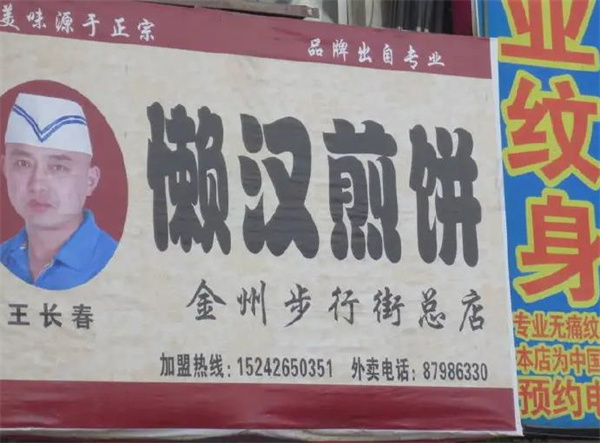 美味源于正宗
品牌出自专业
懒汉煎饼
王长春
金州步行街总店
加盟热线：15242650351 外卖电话：87986330
业纹身
专业无痛纹
本店为中国
预约电